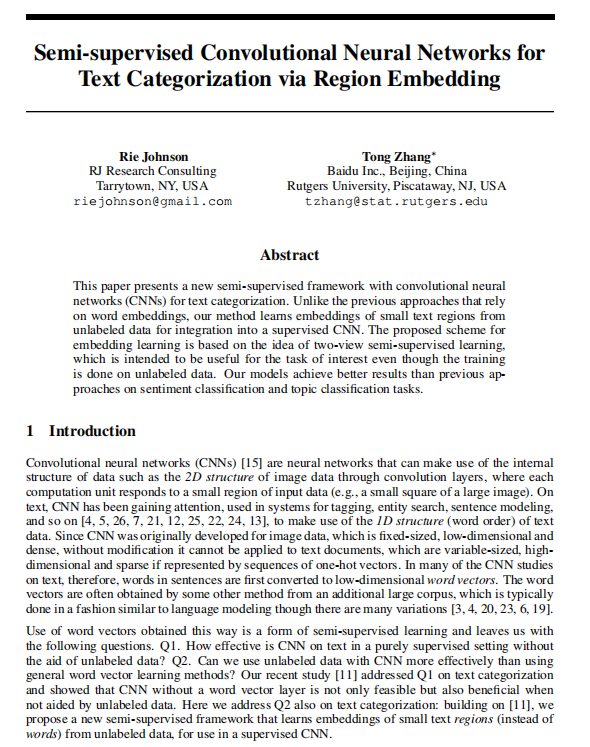 Semi-supervised Convolutional Neural Networks for
Text Categorization via Region Embedding
Rie Johnson
RJ Research Consulting
Tarrytown, NY, USA
riejohnson@gmail.com
Tong Zhang*
Baidu Inc., Beijing, China
Rutgers University, Piscataway, NJ, USA
tzhang@stat.rutgers.edu
Abstract
This paper presents a new semi-supervised framework with convolutional neural
networks (CNNs) for text categorization. Unlike the previous approaches that rely
on word embeddings, our method learns embeddings of small text regions from
unlabeled data for integration into a supervised CNN. The proposed scheme for
embedding learning is based on the idea of two-view semi-supervised learning,
which is intended to be useful for the task of interest even though the training
is done on unlabeled data. Our models achieve better results than previous ap-
proaches on sentiment classification and topic classification tasks.
1 Introduction
Convolutional neural networks (CNNs) [15] are neural networks that can make use of the internal
structure of data such as the 2D structure of image data through convolution layers, where each
computation unit responds to a small region of input data (e.g., a small square of a large image). On
text, CNN has been gaining attention, used in systems for tagging, entity search, sentence modeling,
and so on [4, 5, 26, 7, 21, 12, 25, 22, 24, 13], to make use of the 1D structure (word order) of text
data. Since CNN was originally developed for image data, which is fixed-sized, low-dimensional and
dense, without modification it cannot be applied to text documents, which are variable-sized, high-
dimensional and sparse if represented by sequences of one-hot vectors. In many of the CNN studies
on text, therefore, words in sentences are first converted to low-dimensional word vectors. The word
vectors are often obtained by some other method from an additional large corpus, which is typically
done in a fashion similar to language modeling though there are many variations [3, 4, 20, 23, 6, 19].
Use of word vectors obtained this way is a form of semi-supervised learning and leaves us with
the following questions. Q1. How effective is CNN on text in a purely supervised setting without
the aid of unlabeled data? Q2. Can we use unlabeled data with CNN more effectively than using
general word vector learning methods? Our recent study [11] addressed Q1 on text categorization
and showed that CNN without a word vector layer is not only feasible but also beneficial when
not aided by unlabeled data. Here we address Q2 also on text categorization: building on [11], we
propose a new semi-supervised framework that learns embeddings of small text regions (instead of
words) from unlabeled data, for use in a supervised CNN.